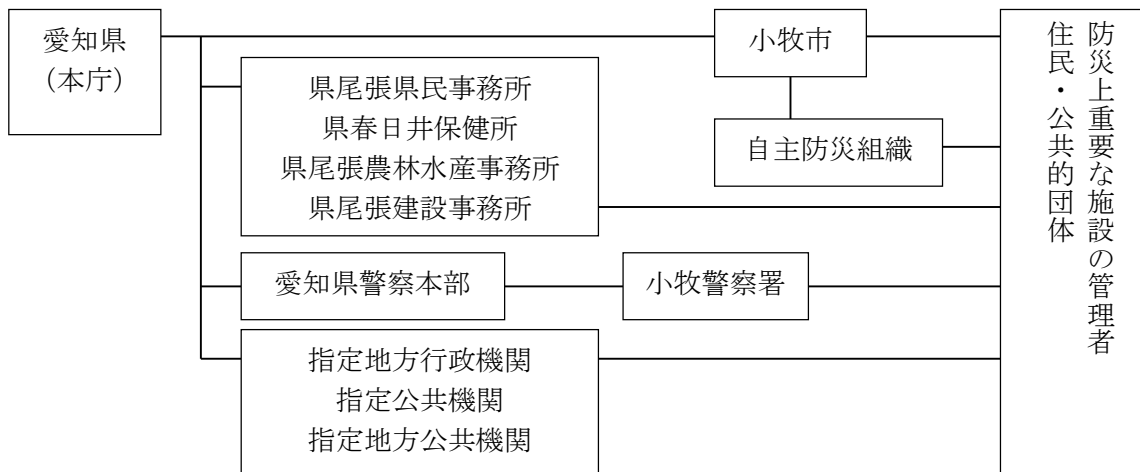 愛知県
（本庁）
小牧市
県尾張県民事務所
県春日井保健所
県尾張農林水産事務所
県尾張建設事務所
自主防災組織
愛知県警察本部
小牧警察署
指定地方行政機関
指定公共機関
指定地方公共機関
防災上重要な施設の管理者
住民・公共的団体